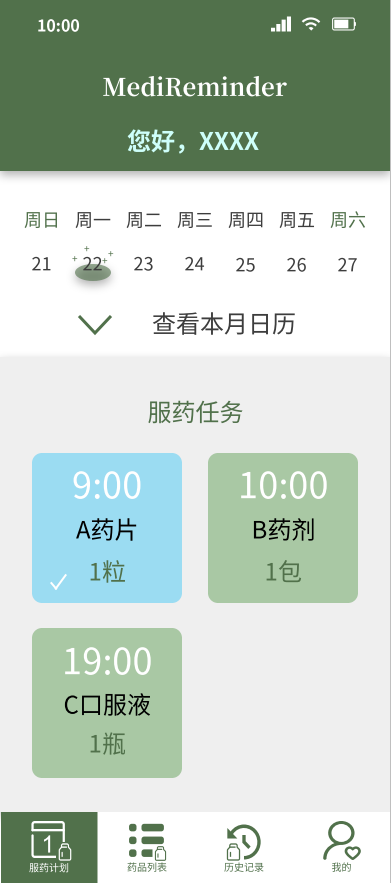 10:00
MediReminder
您好，XXXX
周日 周一 周二 周三 周四 周五 周六
21 22 23 24 25 26 27
查看本月日历
服药任务
9:00 10:00
A药片 B药剂
1粒 1包
19:00
C口服液
1瓶
1
服药计划 药品列表 历史记录 我的